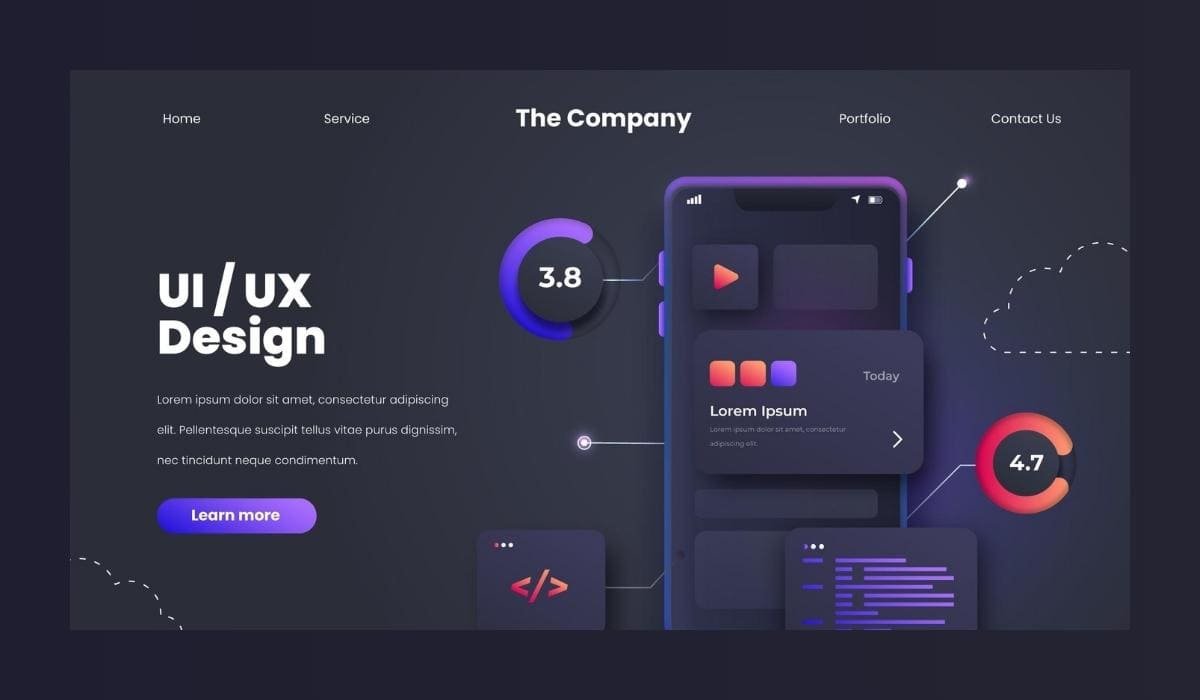 Home
Service
The Company
Portfolio
Contact Us
UI / UX
Design
Lorem ipsum dolor sit amet, consectetur adipiscing
elit. Pellentesque suscipit tellus vitae purus dignissim,
nec tincidunt neque condimentum.
Learn more
3.8
Today
Lorem Ipsum
Lorem ipsum dolor sit amet, consectetur
adipiscing elit.
4.7
</>